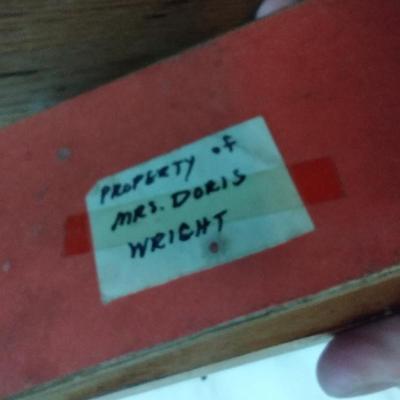 PROPERTY of
MRS. DORIS
WRIGHT